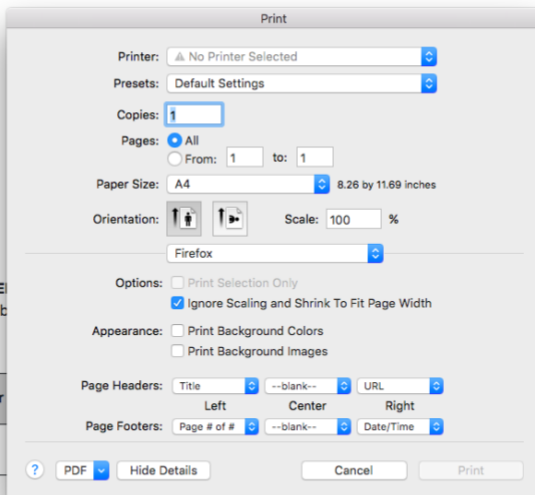 Print
Printer: No Printer Selected
Presets: Default Settings
Copies: 1
Pages: All
From: 1 to: 1
Paper Size: A4 8.26 by 11.69 inches
Orientation: Scale: 100 %
Firefox
Options: Print Selection Only
Ignore Scaling and Shrink To Fit Page Width
Appearance: Print Background Colors
Print Background Images
Page Headers: Title --blank-- URL
Left Center Right
Page Footers: Page # of # --blank-- Date/Time
? PDF Hide Details Cancel Print